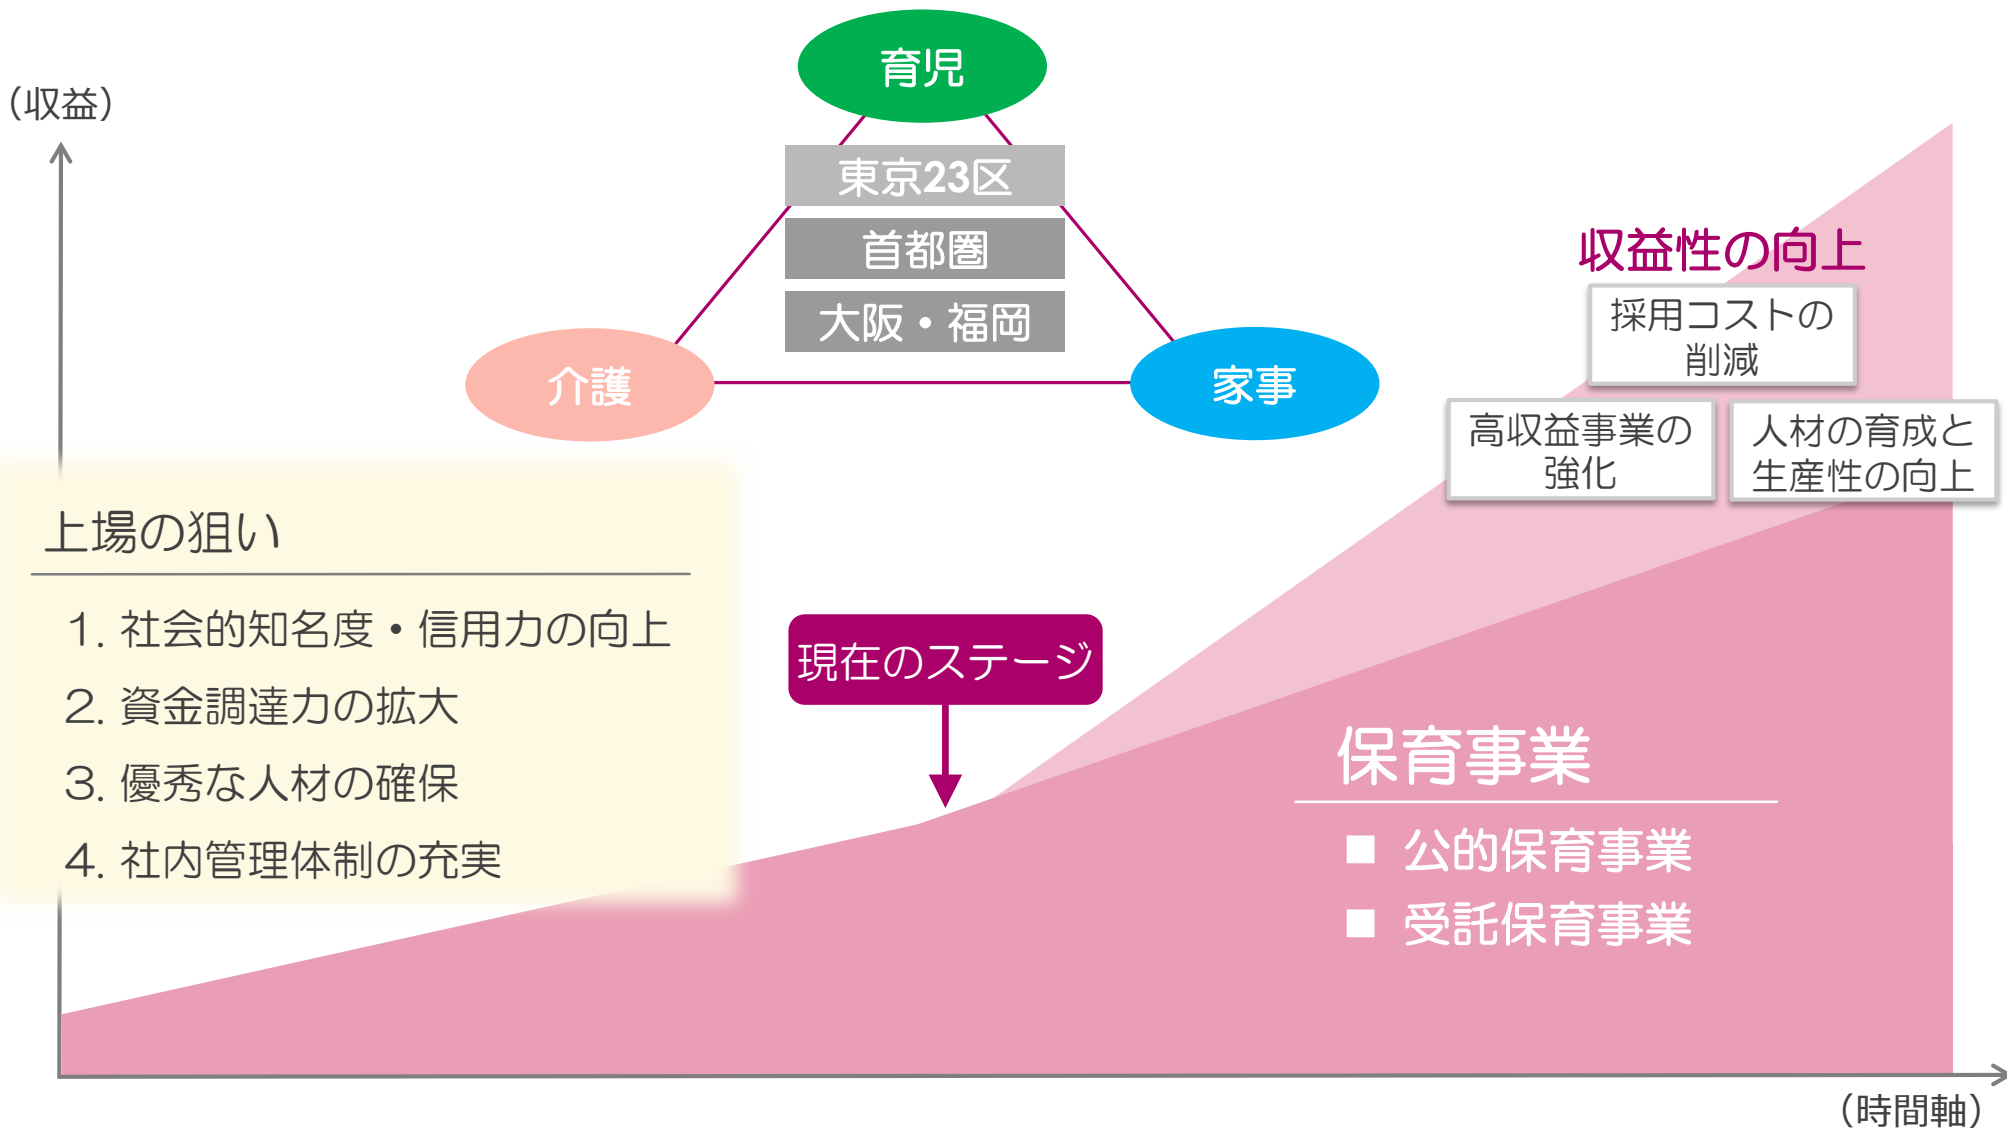 育児
（収益）
東京23区
首都圏
大阪・福岡
介護
家事
収益性の向上
採用コストの
削減
高収益事業の
強化
人材の育成と
生産性の向上
上場の狙い
1. 社会的知名度・信用力の向上
2. 資金調達力の拡大
3. 優秀な人材の確保
4. 社内管理体制の充実
現在のステージ
保育事業
■ 公的保育事業
■ 受託保育事業
（時間軸）